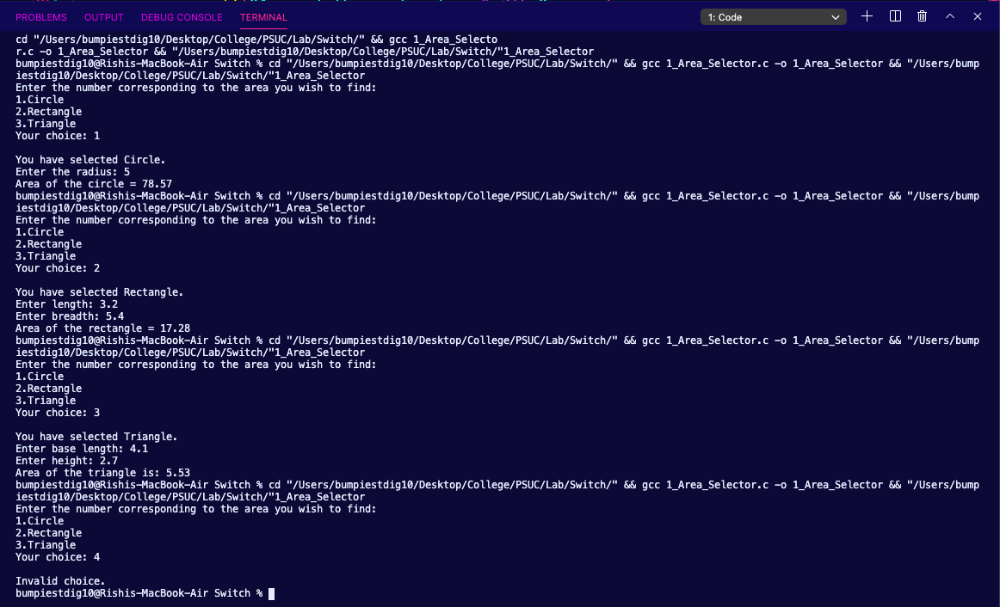 PROBLEMS OUTPUT DEBUG CONSOLE TERMINAL 1: Code
cd "/Users/bumpiestdig10/Desktop/College/PSUC/Lab/Switch/" && gcc 1_Area_Selecto
r.c -o 1_Area_Selector && "/Users/bumpiestdig10/Desktop/College/PSUC/Lab/Switch/"1_Area_Selector
bumpiestdig10@Rishis-MacBook-Air Switch % cd "/Users/bumpiestdig10/Desktop/College/PSUC/Lab/Switch/" && gcc 1_Area_Selector.c -o 1_Area_Selector && "/Users/bump
iestdig10/Desktop/College/PSUC/Lab/Switch/"1_Area_Selector
Enter the number corresponding to the area you wish to find:
1.Circle
2.Rectangle
3.Triangle
Your choice: 1

You have selected Circle.
Enter the radius: 5
Area of the circle = 78.57
bumpiestdig10@Rishis-MacBook-Air Switch % cd "/Users/bumpiestdig10/Desktop/College/PSUC/Lab/Switch/" && gcc 1_Area_Selector.c -o 1_Area_Selector && "/Users/bump
iestdig10/Desktop/College/PSUC/Lab/Switch/"1_Area_Selector
Enter the number corresponding to the area you wish to find:
1.Circle
2.Rectangle
3.Triangle
Your choice: 2

You have selected Rectangle.
Enter length: 3.2
Enter breadth: 5.4
Area of the rectangle = 17.28
bumpiestdig10@Rishis-MacBook-Air Switch % cd "/Users/bumpiestdig10/Desktop/College/PSUC/Lab/Switch/" && gcc 1_Area_Selector.c -o 1_Area_Selector && "/Users/bump
iestdig10/Desktop/College/PSUC/Lab/Switch/"1_Area_Selector
Enter the number corresponding to the area you wish to find:
1.Circle
2.Rectangle
3.Triangle
Your choice: 3

You have selected Triangle.
Enter base length: 4.1
Enter height: 2.7
Area of the triangle is: 5.53
bumpiestdig10@Rishis-MacBook-Air Switch % cd "/Users/bumpiestdig10/Desktop/College/PSUC/Lab/Switch/" && gcc 1_Area_Selector.c -o 1_Area_Selector && "/Users/bump
iestdig10/Desktop/College/PSUC/Lab/Switch/"1_Area_Selector
Enter the number corresponding to the area you wish to find:
1.Circle
2.Rectangle
3.Triangle
Your choice: 4

Invalid choice.
bumpiestdig10@Rishis-MacBook-Air Switch %